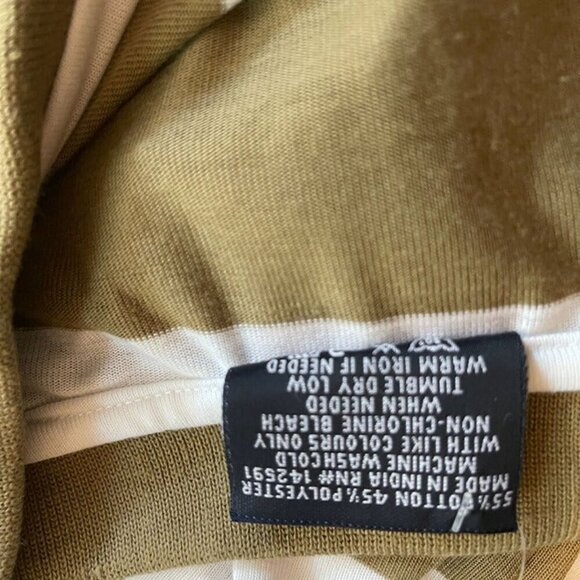 55% COTTON 45% POLYESTER
MADE IN INDIA RN# 142591
MACHINE WASH COLD
WITH LIKE COLOURS ONLY
NON-CHLORINE BLEACH
WHEN NEEDED
TUMBLE DRY LOW
WARM IRON IF NEEDED